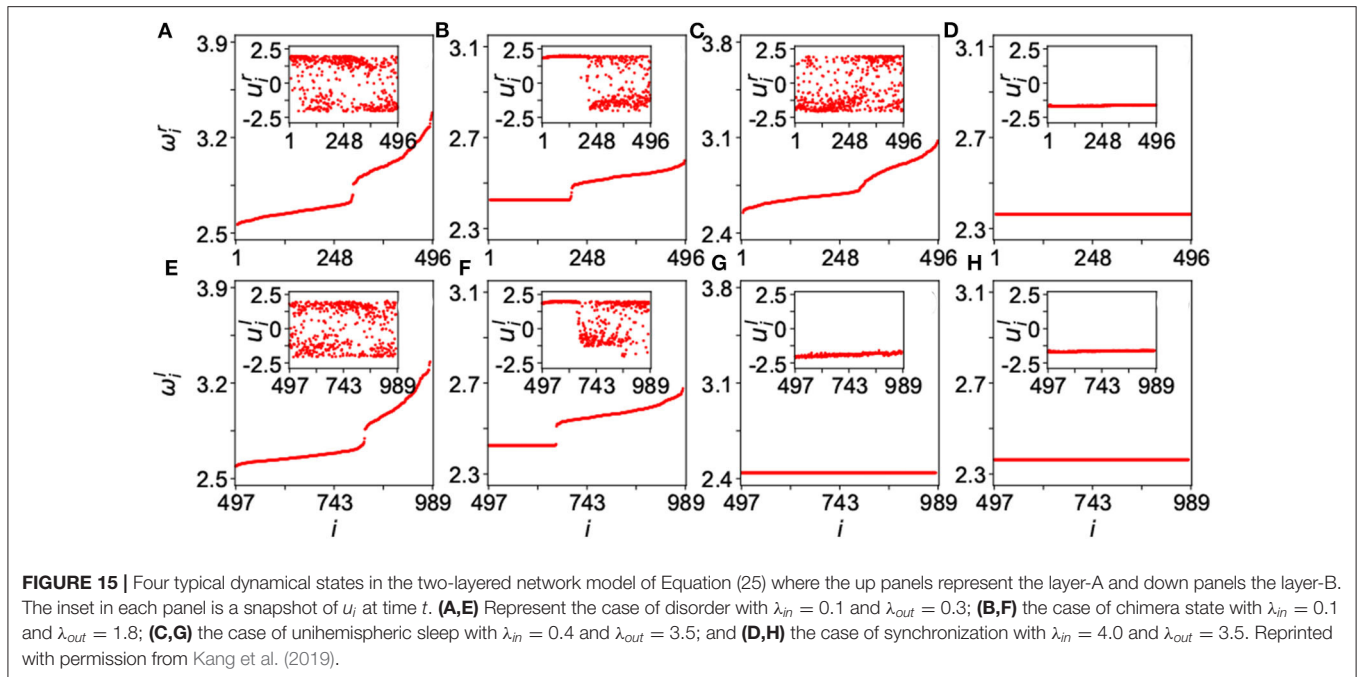 A
B
C
D
3.9
3.2
2.5
ω_i^r
2.5
0
-2.5
u_i^r
1 248 496
1 248 496
3.1
2.7
2.3
2.5
0
-2.5
u_i^r
1 248 496
1 248 496
3.8
3.1
2.4
2.5
0
-2.5
u_i^r
1 248 496
1 248 496
3.1
2.7
2.3
2.5
0
-2.5
u_i^r
1 248 496
1 248 496
E
F
G
H
3.9
3.2
2.5
ω_i^l
2.5
0
-2.5
u_i^l
497 743 989
497 743 989
i
3.1
2.7
2.3
2.5
0
-2.5
u_i^l
497 743 989
497 743 989
i
3.8
3.1
2.4
2.5
0
-2.5
u_i^l
497 743 989
497 743 989
i
3.1
2.7
2.3
2.5
0
-2.5
u_i^l
497 743 989
497 743 989
i
FIGURE 15 | Four typical dynamical states in the two-layered network model of Equation (25) where the up panels represent the layer-A and down panels the layer-B.
The inset in each panel is a snapshot of u_i at time t. (A,E) Represent the case of disorder with λ_in = 0.1 and λ_out = 0.3; (B,F) the case of chimera state with λ_in = 0.1
and λ_out = 1.8; (C,G) the case of unihemispheric sleep with λ_in = 0.4 and λ_out = 3.5; and (D,H) the case of synchronization with λ_in = 4.0 and λ_out = 3.5. Reprinted
with permission from Kang et al. (2019).